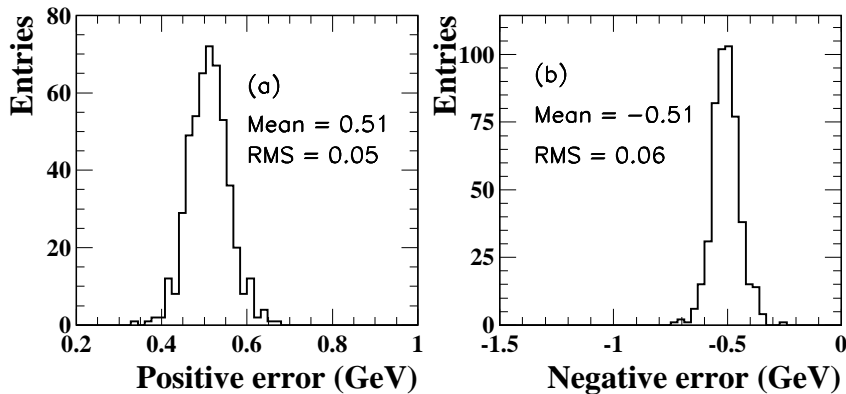 Entries
80
60
40
20
0
(a)
Mean = 0.51
RMS = 0.05
0.2 0.4 0.6 0.8 1
Positive error (GeV)
Entries
100
75
50
25
0
(b)
Mean = −0.51
RMS = 0.06
-1.5 -1 -0.5 0
Negative error (GeV)